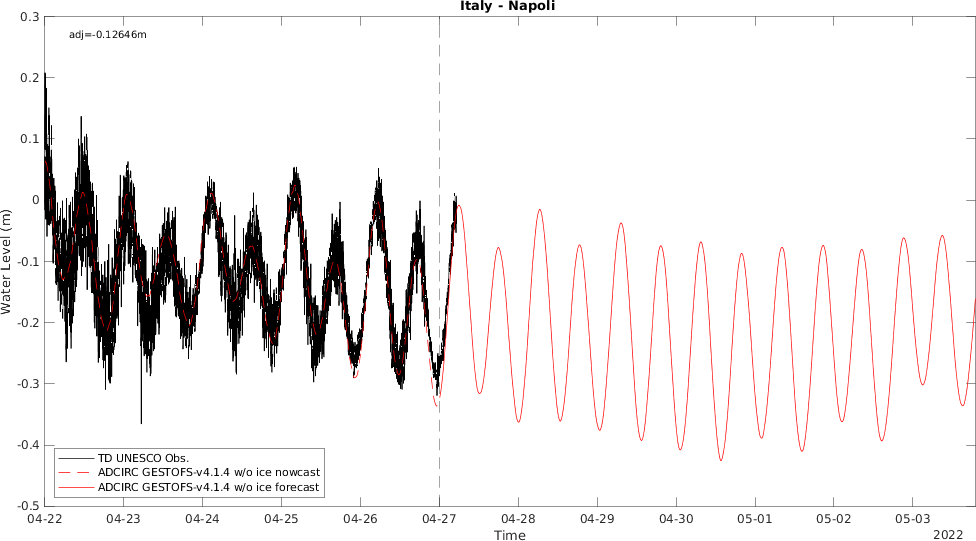 Italy - Napoli
adj=-0.12646m
0.3
0.2
0.1
0
-0.1
-0.2
-0.3
-0.4
-0.5
Water Level (m)
TD UNESCO Obs.
ADCIRC GESTOFS-v4.1.4 w/o ice nowcast
ADCIRC GESTOFS-v4.1.4 w/o ice forecast
04-22 04-23 04-24 04-25 04-26 04-27 04-28 04-29 04-30 05-01 05-02 05-03
Time
2022